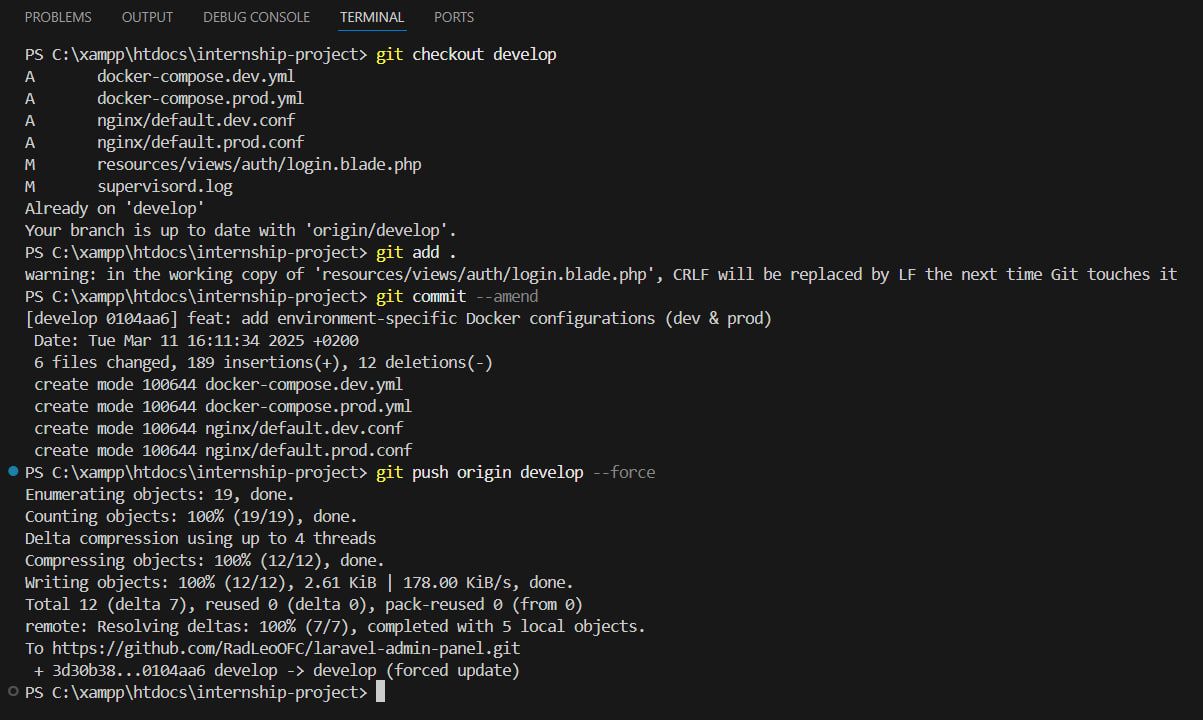 PROBLEMS OUTPUT DEBUG CONSOLE TERMINAL PORTS
PS C:\xampp\htdocs\internship-project> git checkout develop
A docker-compose.dev.yml
A docker-compose.prod.yml
A nginx/default.dev.conf
A nginx/default.prod.conf
M resources/views/auth/login.blade.php
M supervisord.log
Already on 'develop'
Your branch is up to date with 'origin/develop'.
PS C:\xampp\htdocs\internship-project> git add .
warning: in the working copy of 'resources/views/auth/login.blade.php', CRLF will be replaced by LF the next time Git touches it
PS C:\xampp\htdocs\internship-project> git commit --amend
[develop 0104aa6] feat: add environment-specific Docker configurations (dev & prod)
Date: Tue Mar 11 16:11:34 2025 +0200
6 files changed, 189 insertions(+), 12 deletions(-)
create mode 100644 docker-compose.dev.yml
create mode 100644 docker-compose.prod.yml
create mode 100644 nginx/default.dev.conf
create mode 100644 nginx/default.prod.conf
PS C:\xampp\htdocs\internship-project> git push origin develop --force
Enumerating objects: 19, done.
Counting objects: 100% (19/19), done.
Delta compression using up to 4 threads
Compressing objects: 100% (12/12), done.
Writing objects: 100% (12/12), 2.61 KiB | 178.00 KiB/s, done.
Total 12 (delta 7), reused 0 (delta 0), pack-reused 0 (from 0)
remote: Resolving deltas: 100% (7/7), completed with 5 local objects.
To https://github.com/RadLeoOFC/laravel-admin-panel.git
+ 3d30b38...0104aa6 develop -> develop (forced update)
PS C:\xampp\htdocs\internship-project>